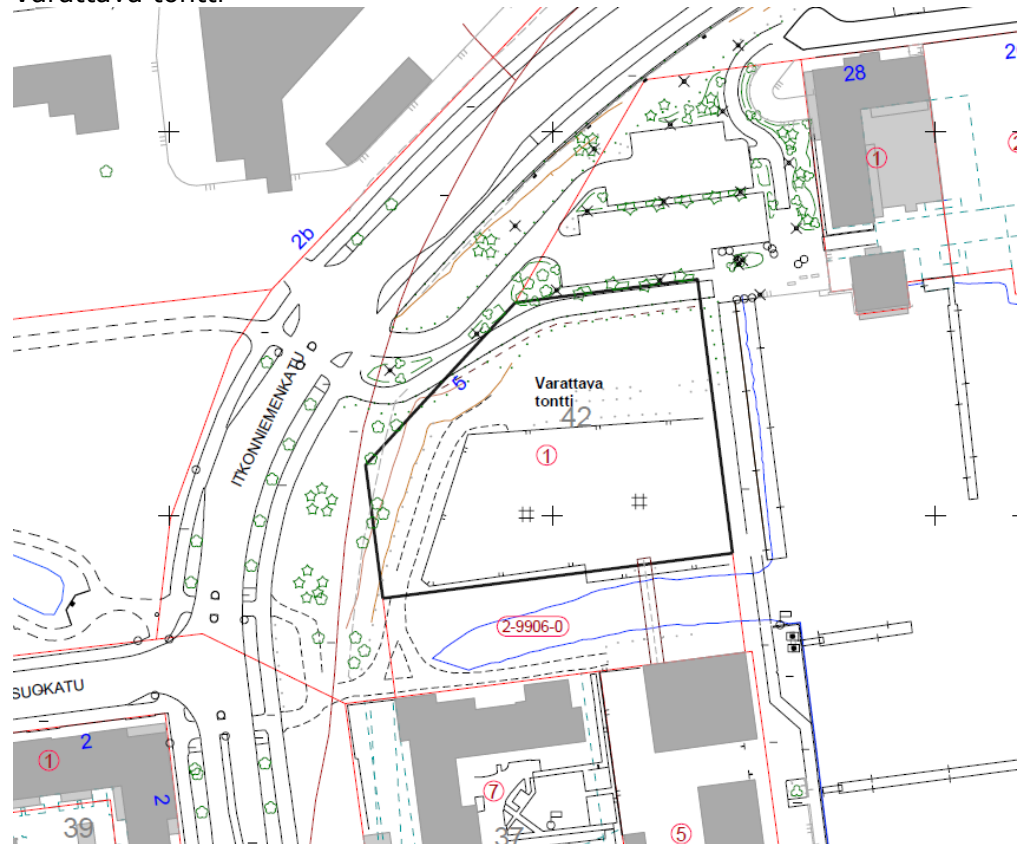 Varattava tontti
28
1
2b
ITKONNIEMENKATU
5
Varattava
tontti
42
1
2-9906-0
SUOKATU
2
1
2
39
7
37
5